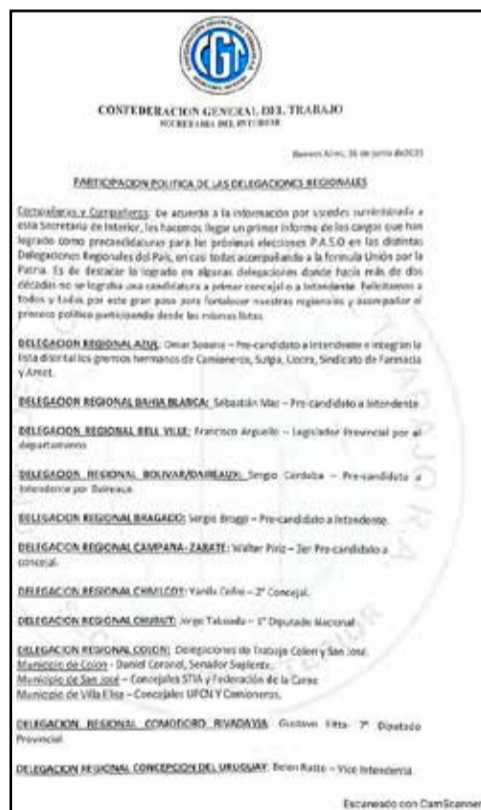 CGT
CONFEDERACION GENERAL DEL TRABAJO
SECRETARIA DEL INTERIOR
Buenos Aires, 26 de junio de 2023
PARTICIPACION POLITICA DE LAS DELEGACIONES REGIONALES
Compañeras y Compañeros: De acuerdo a la información por ustedes suministrada a
esta Secretaria de Interior, les hacemos llegar un primer informe de los cargos que han
logrado como precandidaturas para las próximas elecciones P.A.S.O en las distintas
Delegaciones Regionales del País, en casi todas acompañando a la formula Unión por la
Patria. Es de destacar lo logrado en algunas delegaciones donde hacía más de dos
décadas no se lograba una candidatura a primer concejal o a Intendente. Felicitamos a
todos y todas por este gran paso para fortalecer nuestras regionales y acompañar el
proceso político participando desde las mismas listas.
DELEGACION REGIONAL AZUL: Omar – Pre-candidato a Intendente e integran la
lista distrital los gremios hermanos de Camioneros, Sutpa, Uocra, Sindicato de Farmacia
y Amet.
DELEGACION REGIONAL BAHIA BLANCA: Sebastián – Pre-candidato a Intendente
DELEGACION REGIONAL BELL VILLE: Francisco Arguello – Legislador Provincial por el
departamento.
DELEGACION REGIONAL BOLIVAR/DAIREAUX: Sergio Cordoba – Pre-candidato a
Intendente por Daireaux.
DELEGACION REGIONAL BRAGADO: Sergio Broggi – Pre-candidato a Intendente.
DELEGACION REGIONAL CAMPANA-ZARATE: Walter Piriz – 3er Pre-candidato a
concejal.
DELEGACION REGIONAL CHIVILCOY: Yanila – 2° Concejal.
DELEGACION REGIONAL CHUBUT: Jorge Taboada – 1° Diputado Nacional
DELEGACION REGIONAL COLON: Delegaciones de Trabajo Colon y San José.
Municipio de Colon - Daniel Coronel, Senador Suplente.
Municipio de San José – Concejales STIA y Federación de la Carne
Municipio de Villa Elisa – Concejales UPCN Y Camioneros.
DELEGACION REGIONAL COMODORO RIVADAVIA: Gustavo 7° Diputado
Provincial
DELEGACION REGIONAL CONCEPCION DEL URUGUAY: Belen – Vice Intendenta.
Escaneado con CamScanner